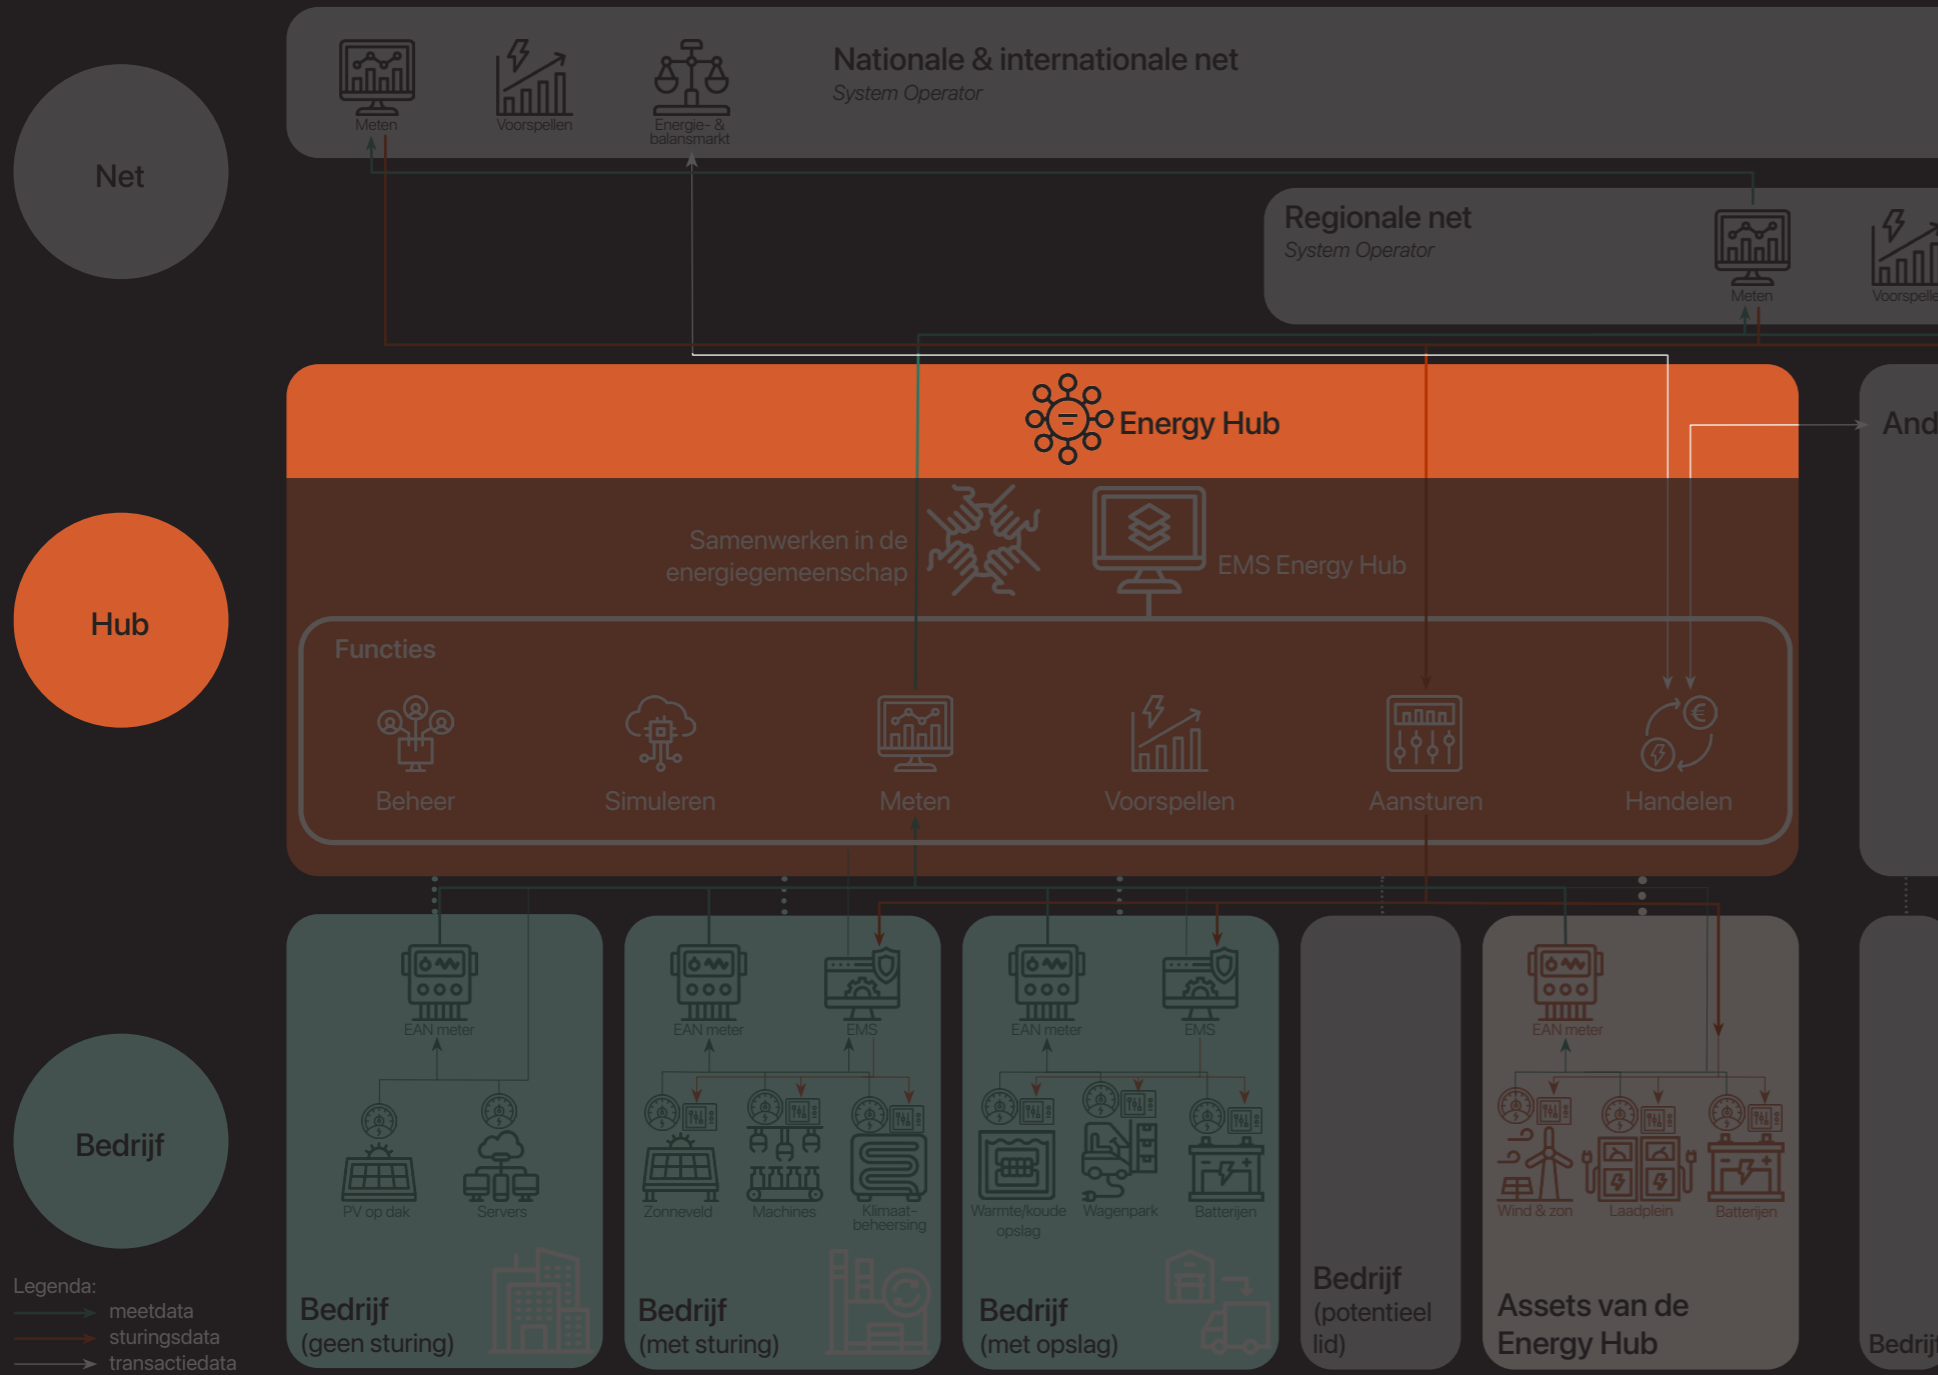 Nationale & internationale net
System Operator
Meten
Voorspellen
Energie- &
balansmarkt
Net
Regionale net
System Operator
Meten
Voorspelle
Energy Hub
And
Samenwerken in de
energiegemeenschap
EMS Energy Hub
Hub
Functies
Beheer
Simuleren
Meten
Voorspellen
Aansturen
Handelen
EAN meter
EAN meter
EMS
EAN meter
EMS
EAN meter
Bedrijf
PV op dak
Servers
Zonneveld
Machines
Klimaat-
beheersing
Warmte/koude
opslag
Wagenpark
Batterijen
Wind & zon
Laadplein
Batterijen
Legenda:
meetdata
sturingsdata
transactiedata
Bedrijf
(geen sturing)
Bedrijf
(met sturing)
Bedrijf
(met opslag)
Bedrijf
(potentieel
lid)
Assets van de
Energy Hub
Bedrijf